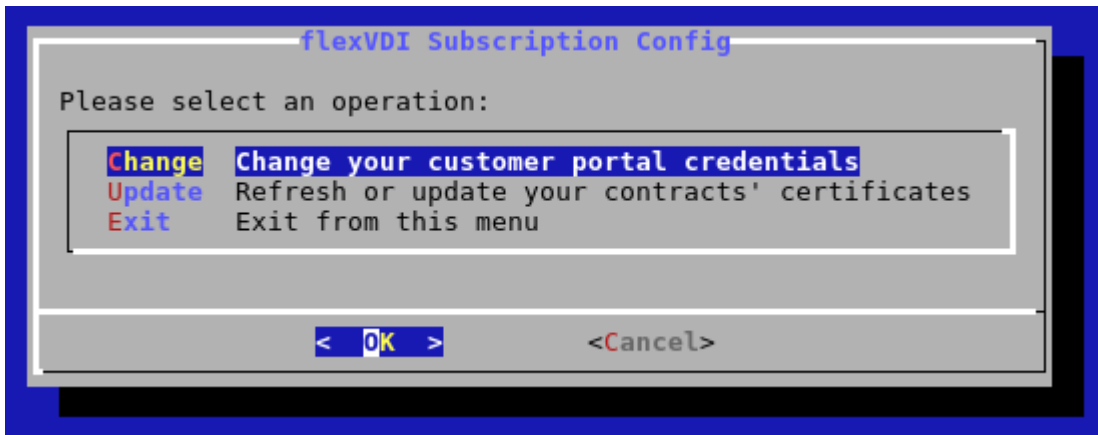 flexVDI Subscription Config
Please select an operation:
Change Change your customer portal credentials
Update Refresh or update your contracts' certificates
Exit Exit from this menu
< OK > <Cancel>